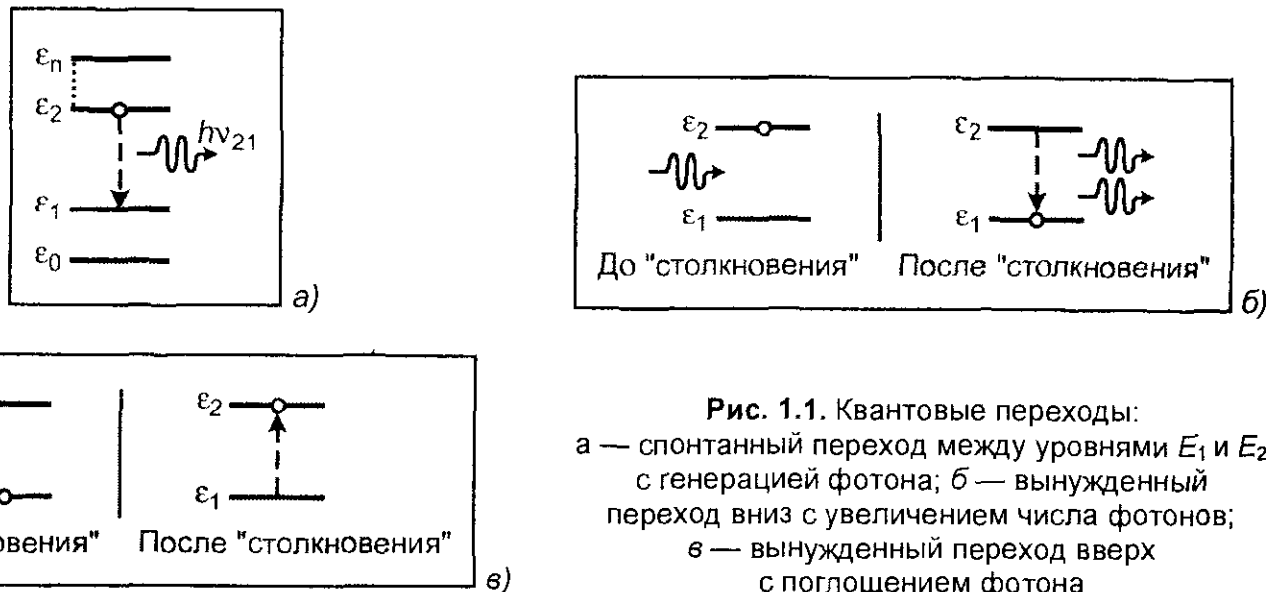 εn
ε2
hν21
ε1
ε0
а)
ε2
ε1
До "столкновения"
ε2
ε1
После "столкновения"
б)
ε2
ε1
После "столкновения"
в)
Рис. 1.1. Квантовые переходы:
а — спонтанный переход между уровнями E1 и E2
с генерацией фотона; б — вынужденный
переход вниз с увеличением числа фотонов;
в — вынужденный переход вверх
с поглощением фотона